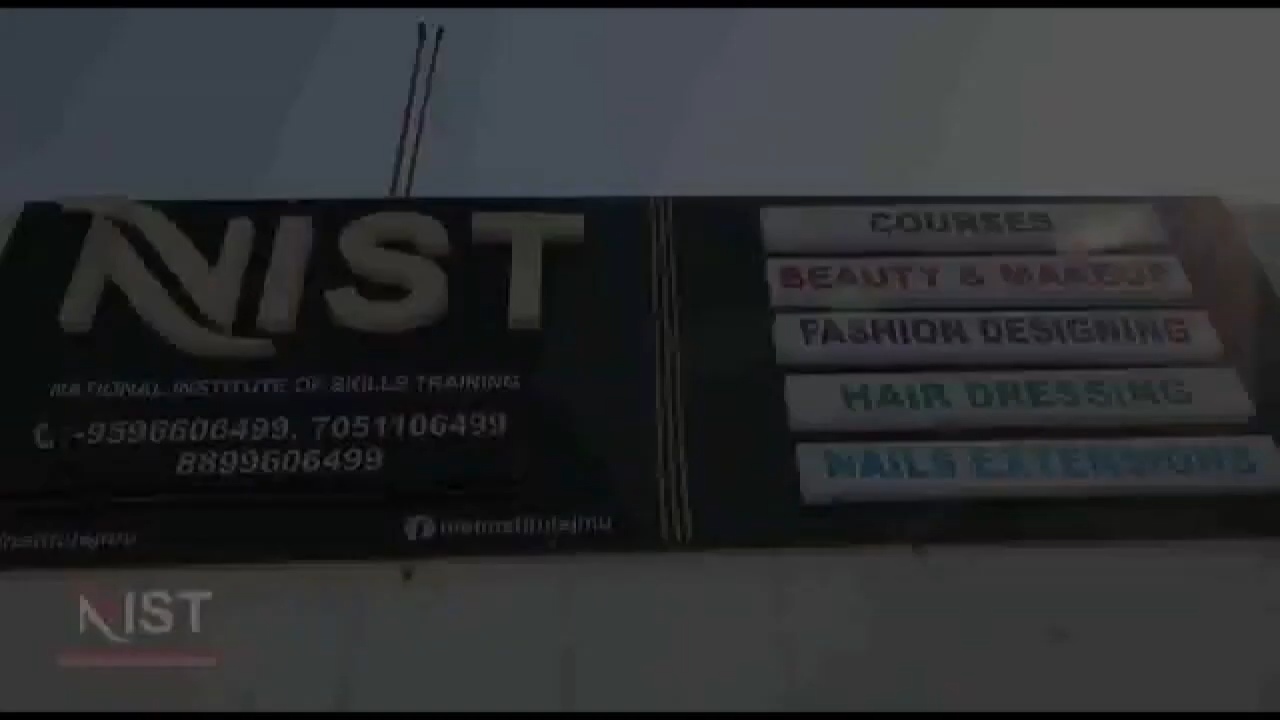 NIST
NATIONAL INSTITUTE OF SKILLS TRAINING
-9596606499, 7051106499
8899606499
COURSES
BEAUTY & MAKEUP
FASHION DESIGNING
HAIR DRESSING
NAILS EXTENSIONS
NIST